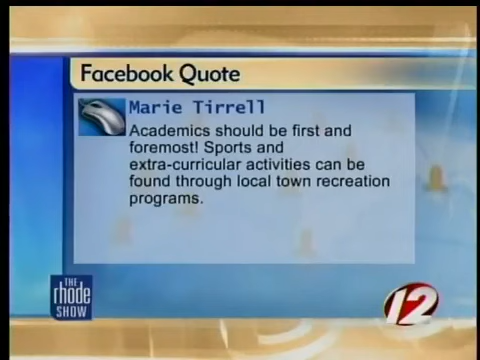 Facebook Quote
Marie Tirrell
Academics should be first and
foremost! Sports and
extra-curricular activities can be
found through local town recreation
programs.
THE
rhode
SHOW
12